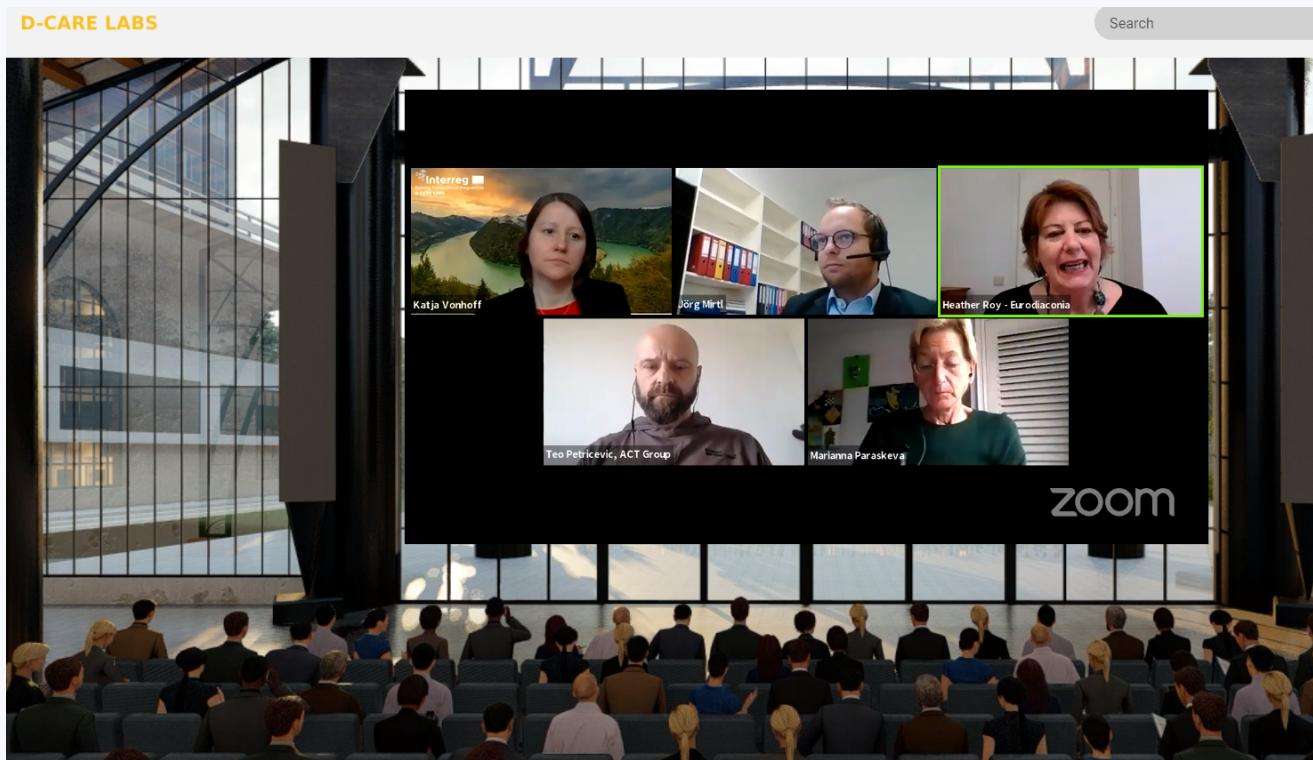 D-CARE LABS
Search
Interreg
Katja Vonhoff
Jörg Mirtl
Heather Roy - Eurodiaconia
Teo Petricevic, ACT Group
Marianna Paraskeva
zoom